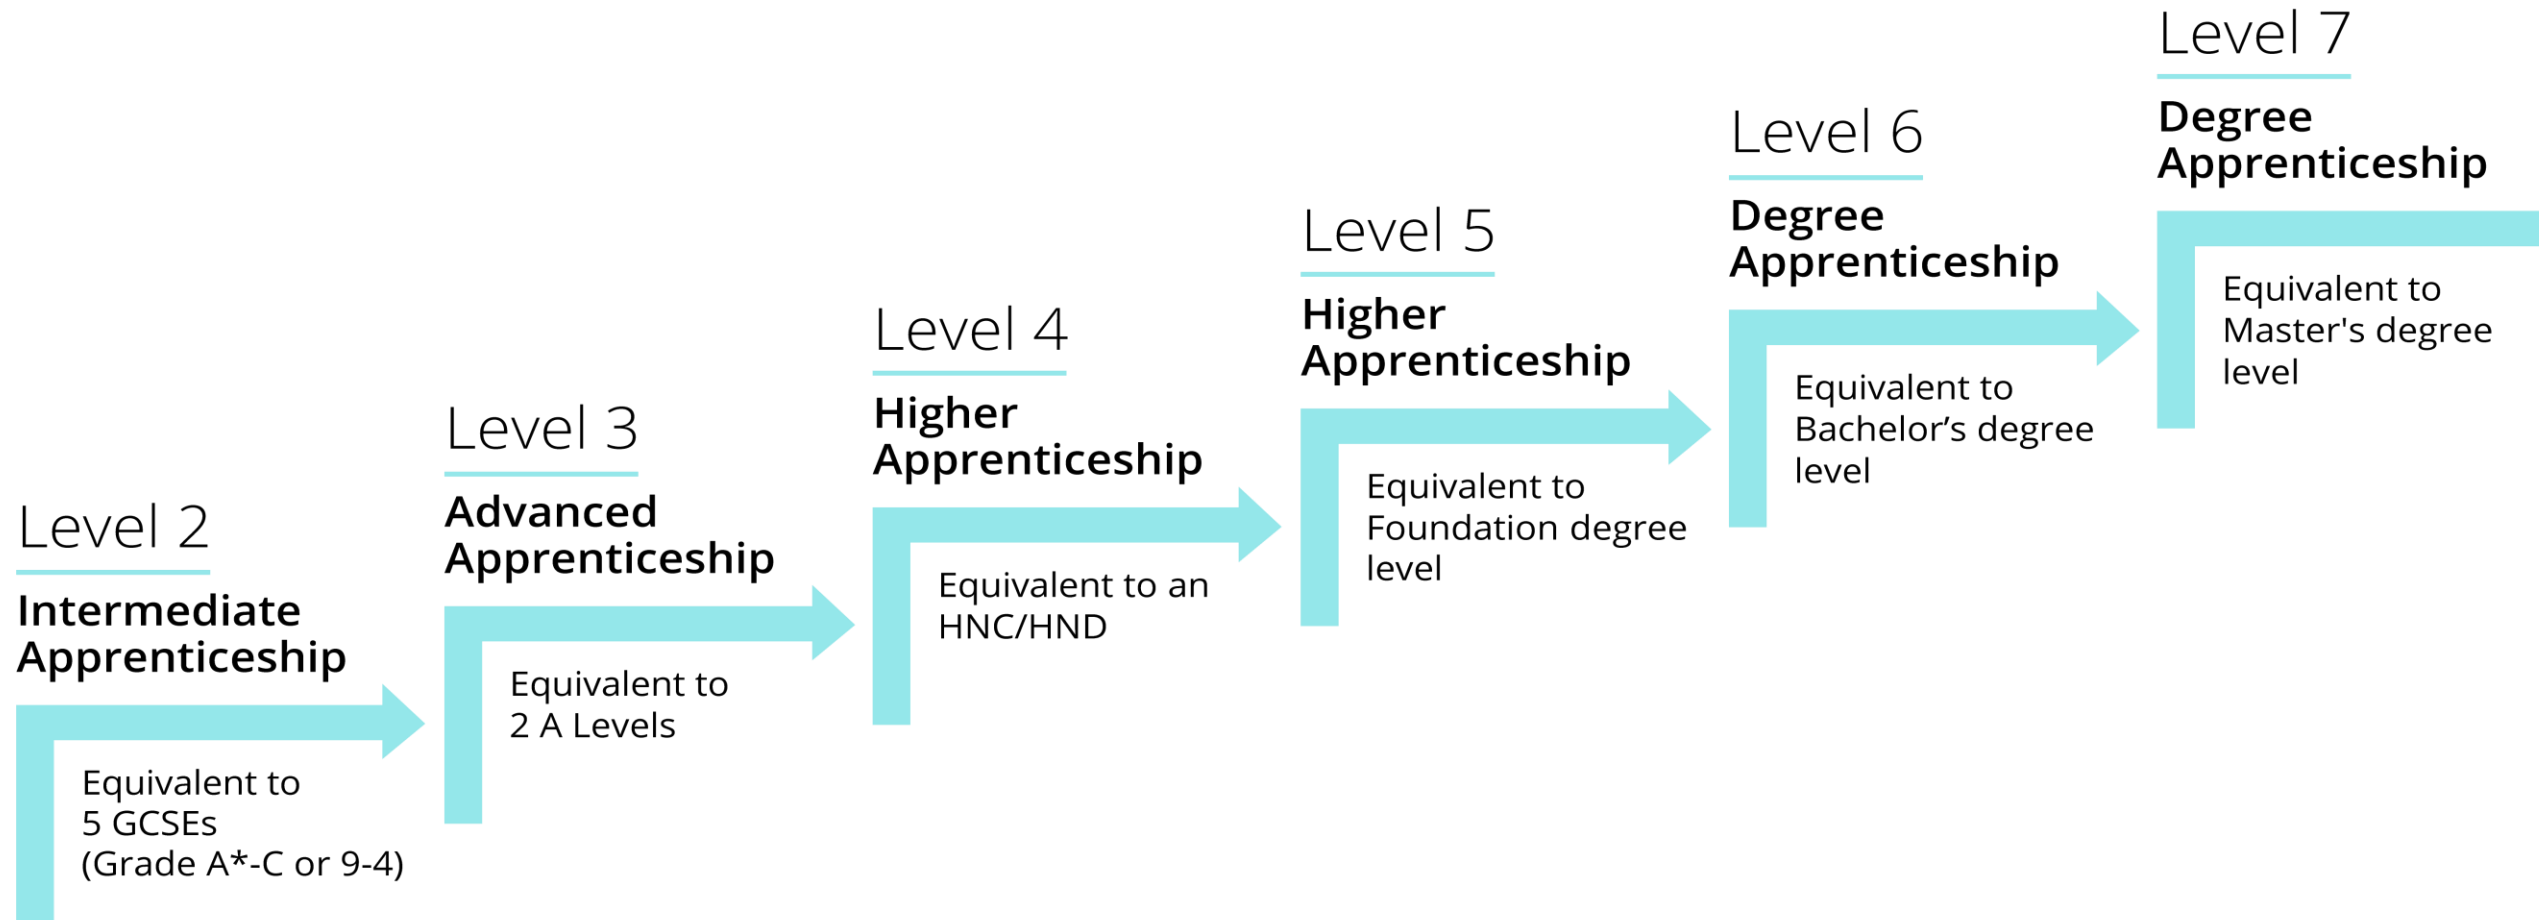 Level 2
Intermediate
Apprenticeship
Equivalent to
5 GCSEs
(Grade A*-C or 9-4)
Level 3
Advanced
Apprenticeship
Equivalent to
2 A Levels
Level 4
Higher
Apprenticeship
Equivalent to an
HNC/HND
Level 5
Higher
Apprenticeship
Equivalent to
Foundation degree
level
Level 6
Degree
Apprenticeship
Equivalent to
Bachelor’s degree
level
Level 7
Degree
Apprenticeship
Equivalent to
Master's degree
level